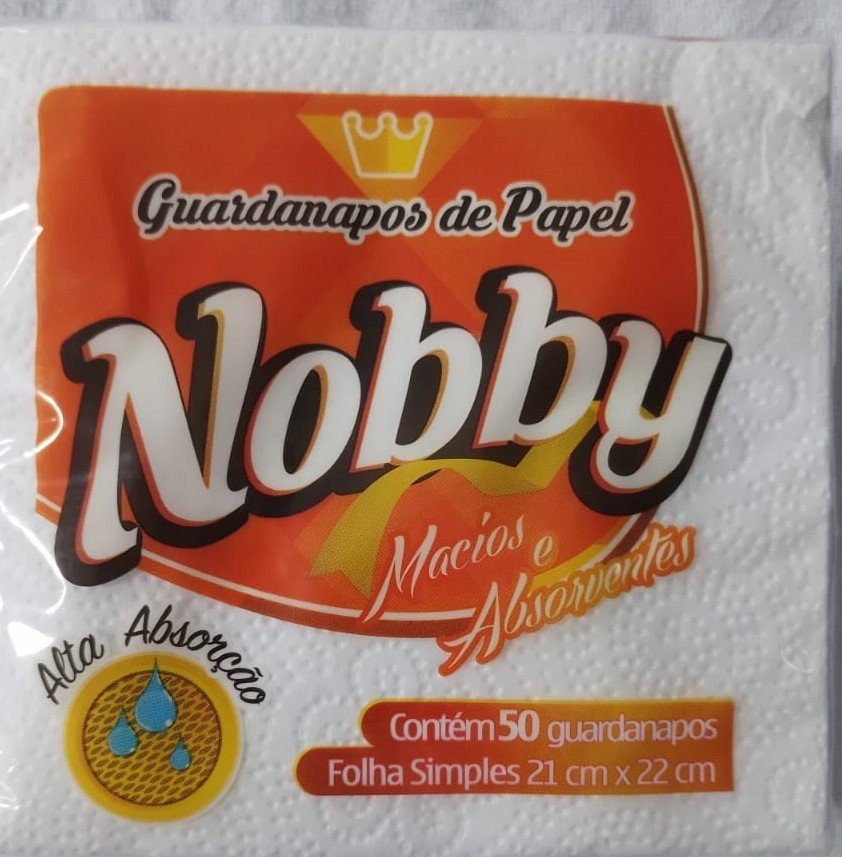 Guardanapos de Papel
Nobby
Macios e
Absorventes
Alta Absorção
Contém 50 guardanapos
Folha Simples 21 cm x 22 cm